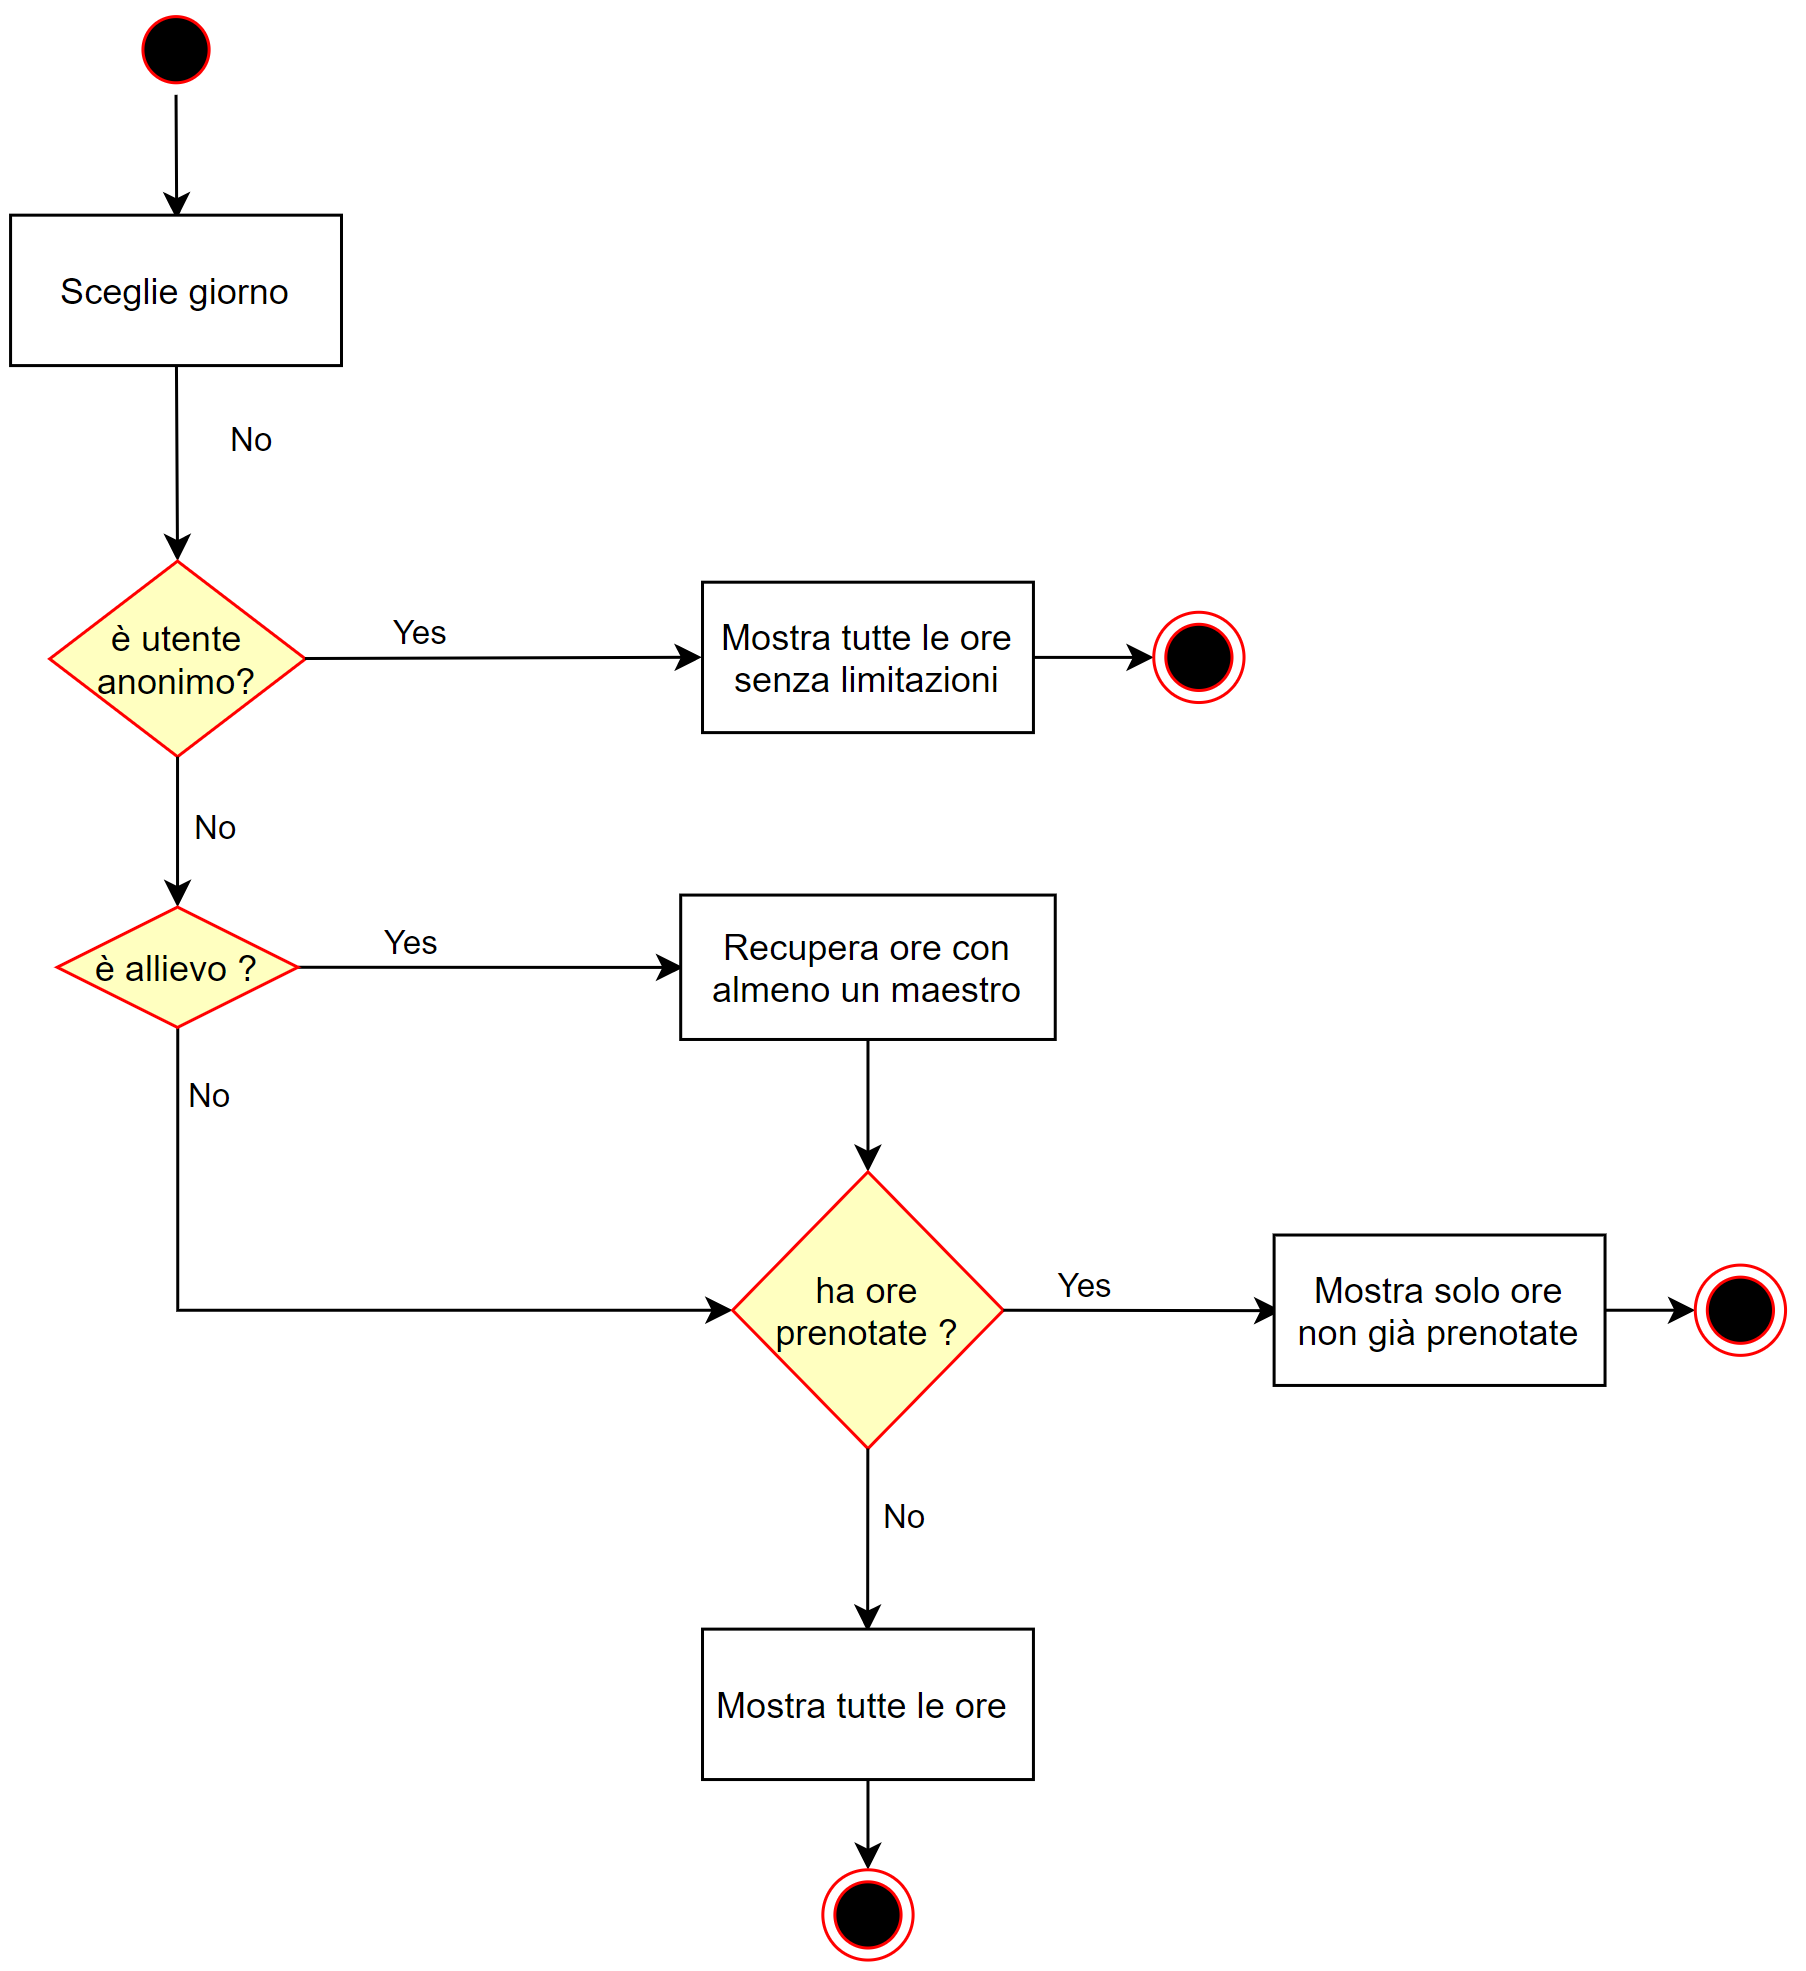 Sceglie giorno
No
è utente
anonimo?
Yes
Mostra tutte le ore
senza limitazioni
No
è allievo ?
Yes
Recupera ore con
almeno un maestro
No
ha ore
prenotate ?
Yes
Mostra solo ore
non già prenotate
No
Mostra tutte le ore